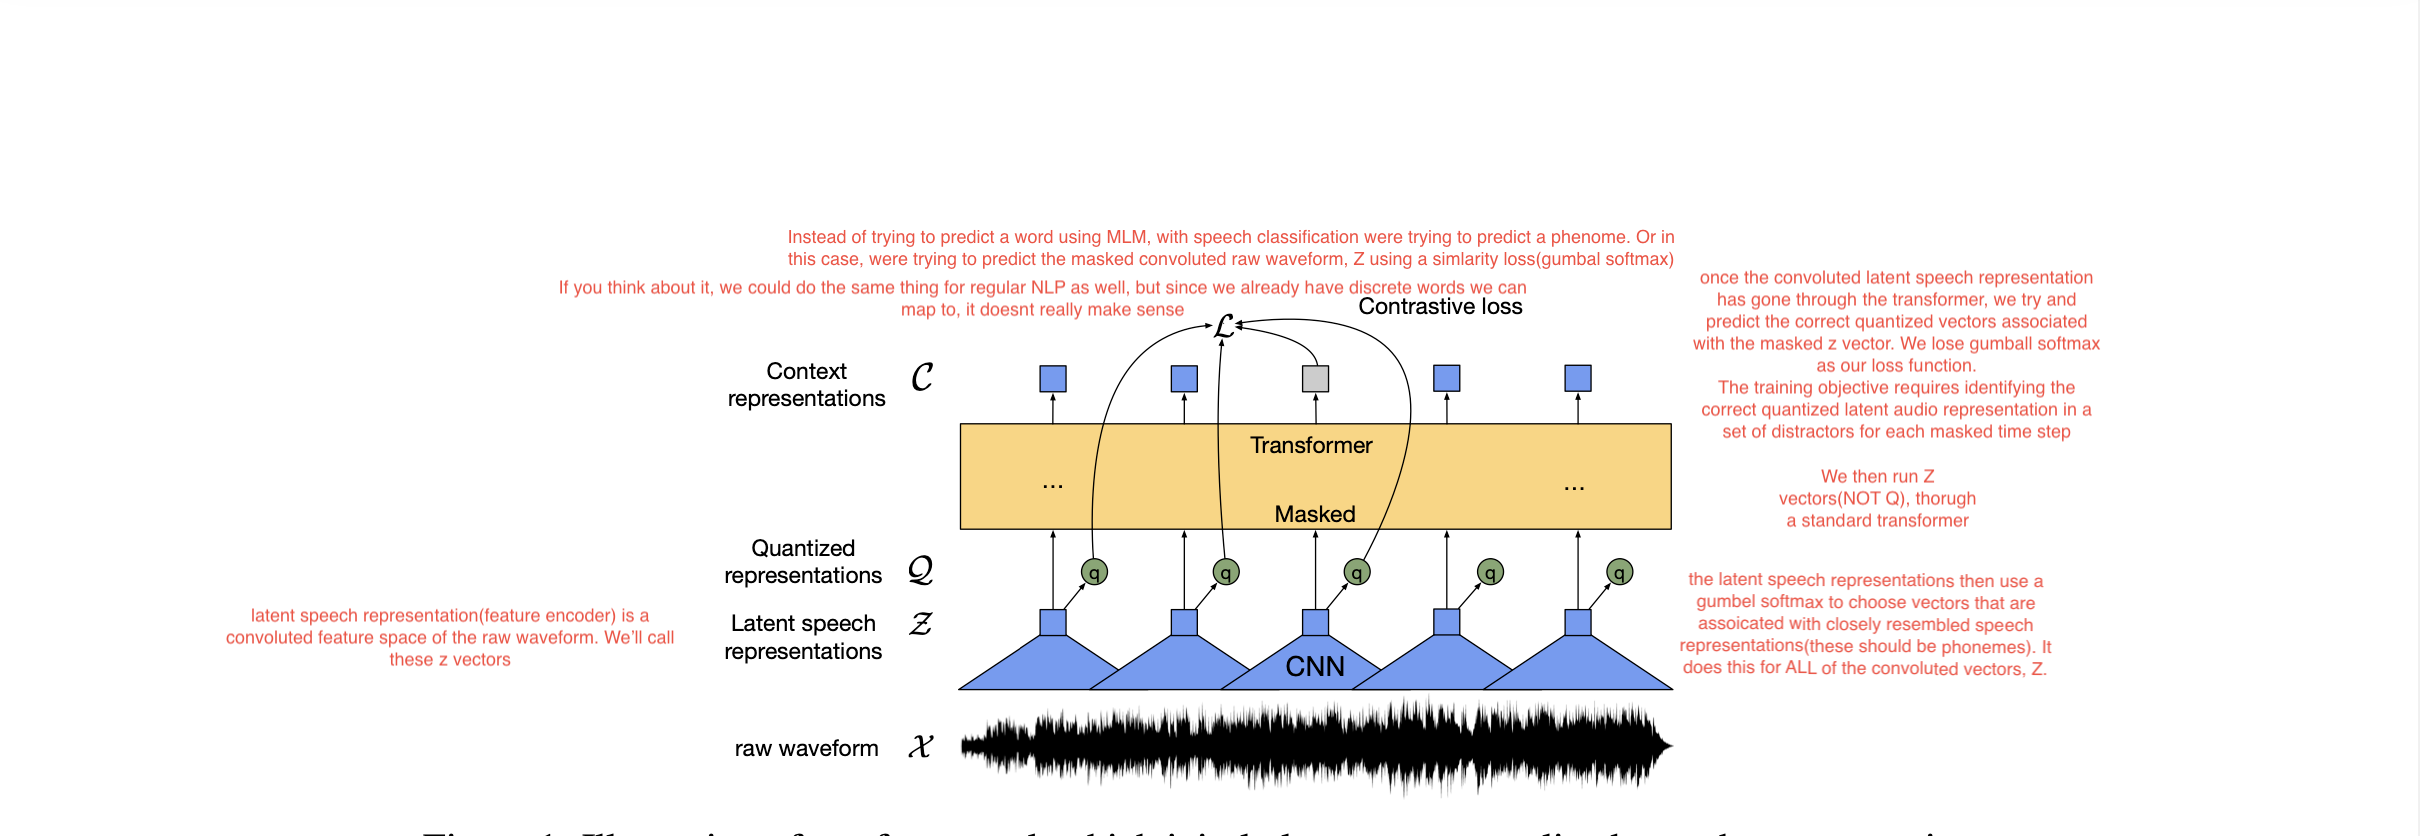 Instead of trying to predict a word using MLM, with speech classification were trying to predict a phenome. Or in
this case, were trying to predict the masked convoluted raw waveform, Z using a simlarity loss(gumbal softmax)
If you think about it, we could do the same thing for regular NLP as well, but since we already have discrete words we can
map to, it doesnt really make sense
Contrastive loss
L
once the convoluted latent speech representation
has gone through the transformer, we try and
predict the correct quantized vectors associated
with the masked z vector. We lose gumball softmax
as our loss function.
The training objective requires identifying the
correct quantized latent audio representation in a
set of distractors for each masked time step
Context
representations
C
Transformer
... ...
Masked
We then run Z
vectors(NOT Q), thorugh
a standard transformer
Quantized
representations
Q
q q q q q
the latent speech representations then use a
gumbel softmax to choose vectors that are
assoicated with closely resembled speech
representations(these should be phonemes). It
does this for ALL of the convoluted vectors, Z.
latent speech representation(feature encoder) is a
convoluted feature space of the raw waveform. We'll call
these z vectors
Latent speech
representations
Z
CNN
raw waveform
X